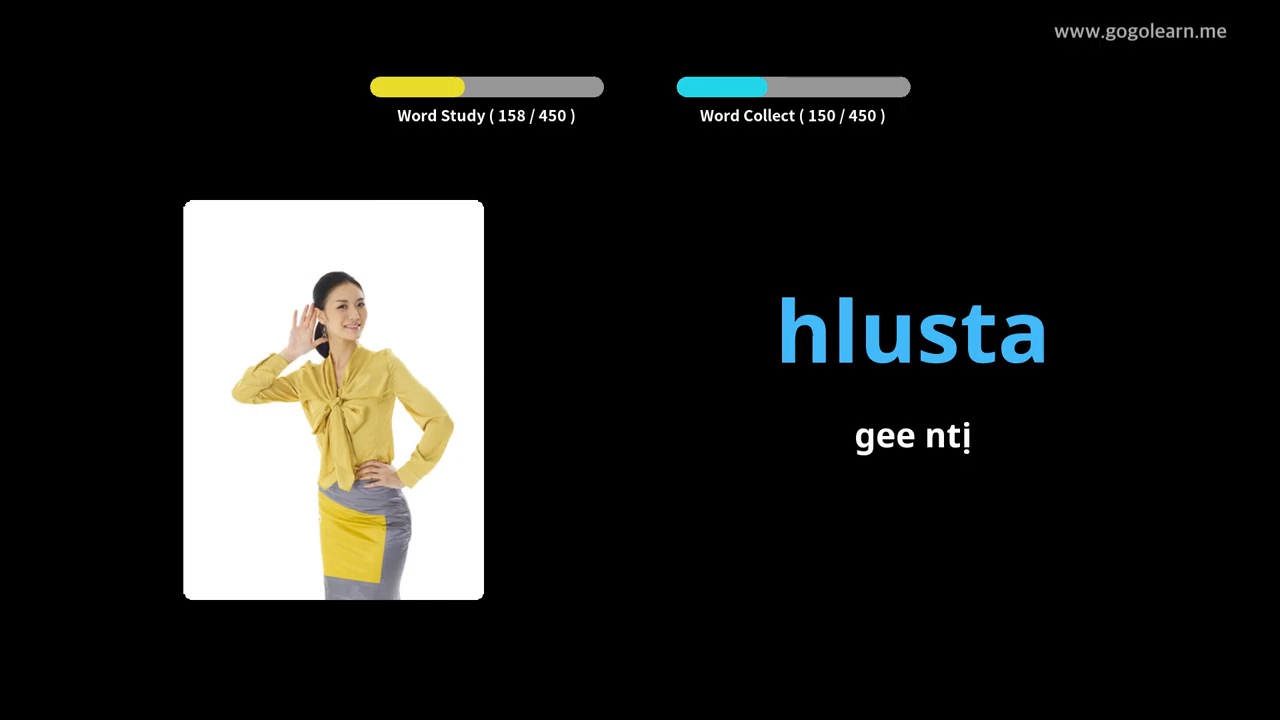 www.gogolearn.me
Word Study ( 158 / 450 )
Word Collect ( 150 / 450 )
hlusta
gee ntị